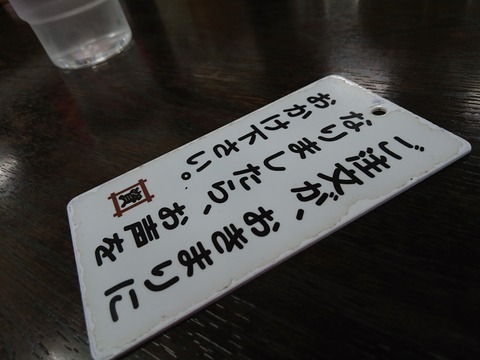 ご注文が、おきまりに
なりましたら、お声を
おかけ下さい。